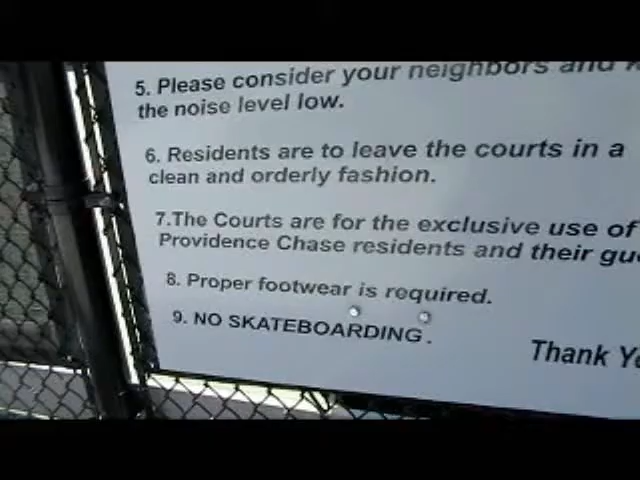 5. Please consider your neighbors and
the noise level low.
6. Residents are to leave the courts in a
clean and orderly fashion.
7.The Courts are for the exclusive use of
Providence Chase residents and their
8. Proper footwear is required.
9. NO SKATEBOARDING.
Thank